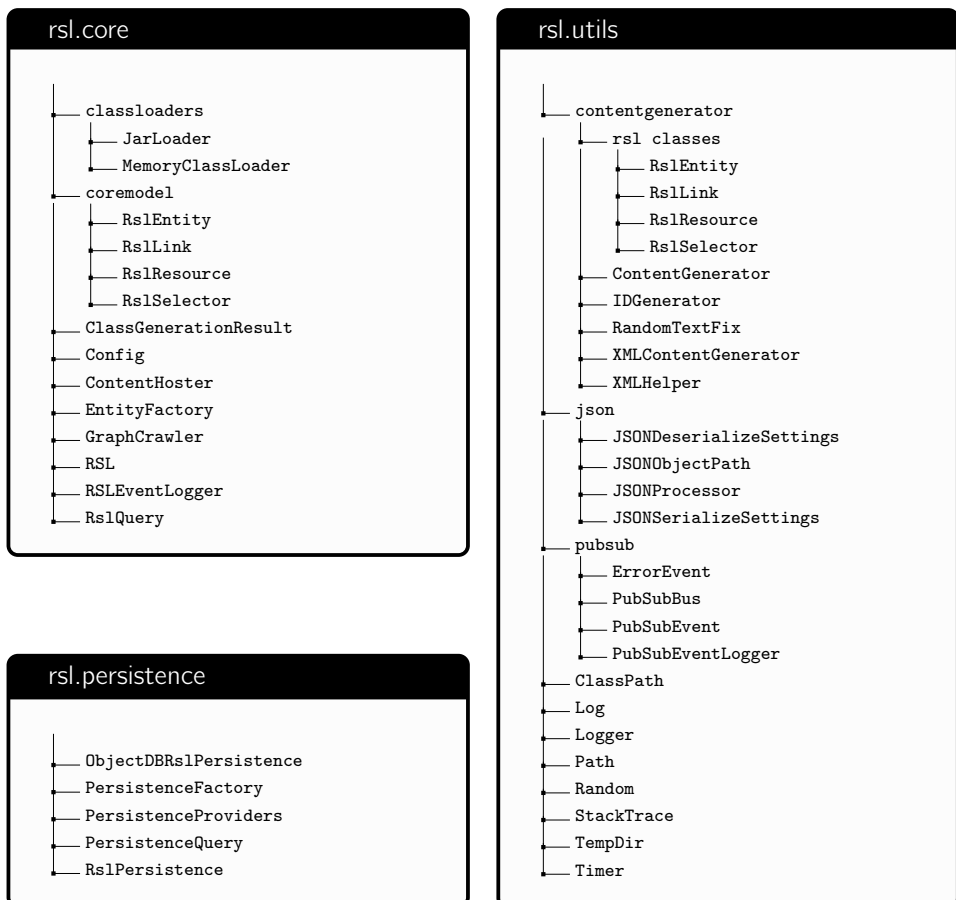 rsl.core
classloaders
JarLoader
MemoryClassLoader
coremodel
RslEntity
RslLink
RslResource
RslSelector
ClassGenerationResult
Config
ContentHoster
EntityFactory
GraphCrawler
RSL
RSLEventLogger
RslQuery
rsl.persistence
ObjectDBRslPersistence
PersistenceFactory
PersistenceProviders
PersistenceQuery
RslPersistence
rsl.utils
contentgenerator
rsl classes
RslEntity
RslLink
RslResource
RslSelector
ContentGenerator
IDGenerator
RandomTextFix
XMLContentGenerator
XMLHelper
json
JSONDeserializeSettings
JSONObjectPath
JSONProcessor
JSONSerializeSettings
pubsub
ErrorEvent
PubSubBus
PubSubEvent
PubSubEventLogger
ClassPath
Log
Logger
Path
Random
StackTrace
TempDir
Timer